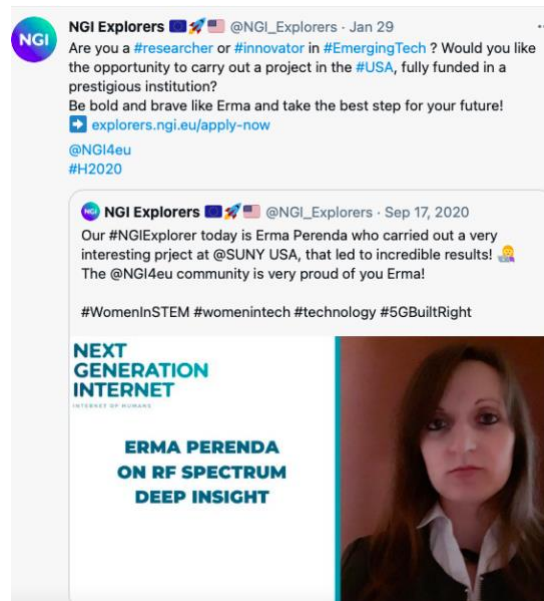 NGI
NGI Explorers 🇪🇺🚀🇺🇸 @NGI_Explorers · Jan 29
Are you a #researcher or #innovator in #EmergingTech ? Would you like
the opportunity to carry out a project in the #USA, fully funded in a
prestigious institution?
Be bold and brave like Erma and take the best step for your future!
➡️ explorers.ngi.eu/apply-now
@NGI4eu
#H2020
NGI NGI Explorers 🇪🇺🚀🇺🇸 @NGI_Explorers · Sep 17, 2020
Our #NGIExplorer today is Erma Perenda who carried out a very
interesting prject at @SUNY USA, that led to incredible results! 👩‍🔬
The @NGI4eu community is very proud of you Erma!
#WomenInSTEM #womenintech #technology #5GBuiltRight
NEXT
GENERATION
INTERNET
INTERNET OF HUMANS
ERMA PERENDA
ON RF SPECTRUM
DEEP INSIGHT